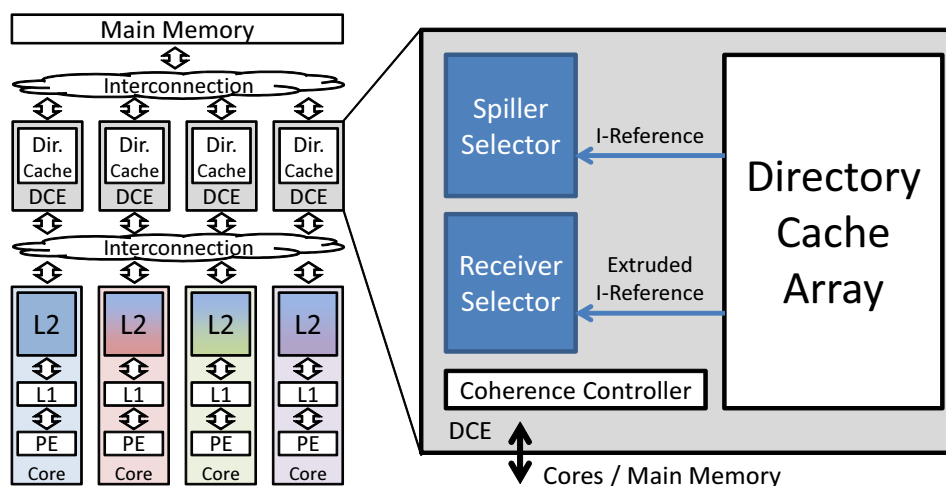 Main Memory
Interconnection
Dir.
Cache
DCE
Dir.
Cache
DCE
Dir.
Cache
DCE
Dir.
Cache
DCE
Interconnection
L2
L1
PE
Core
L2
L1
PE
Core
L2
L1
PE
Core
L2
L1
PE
Core
Spiller
Selector
I-Reference
Receiver
Selector
Extruded
I-Reference
Directory
Cache
Array
Coherence Controller
DCE
Cores / Main Memory